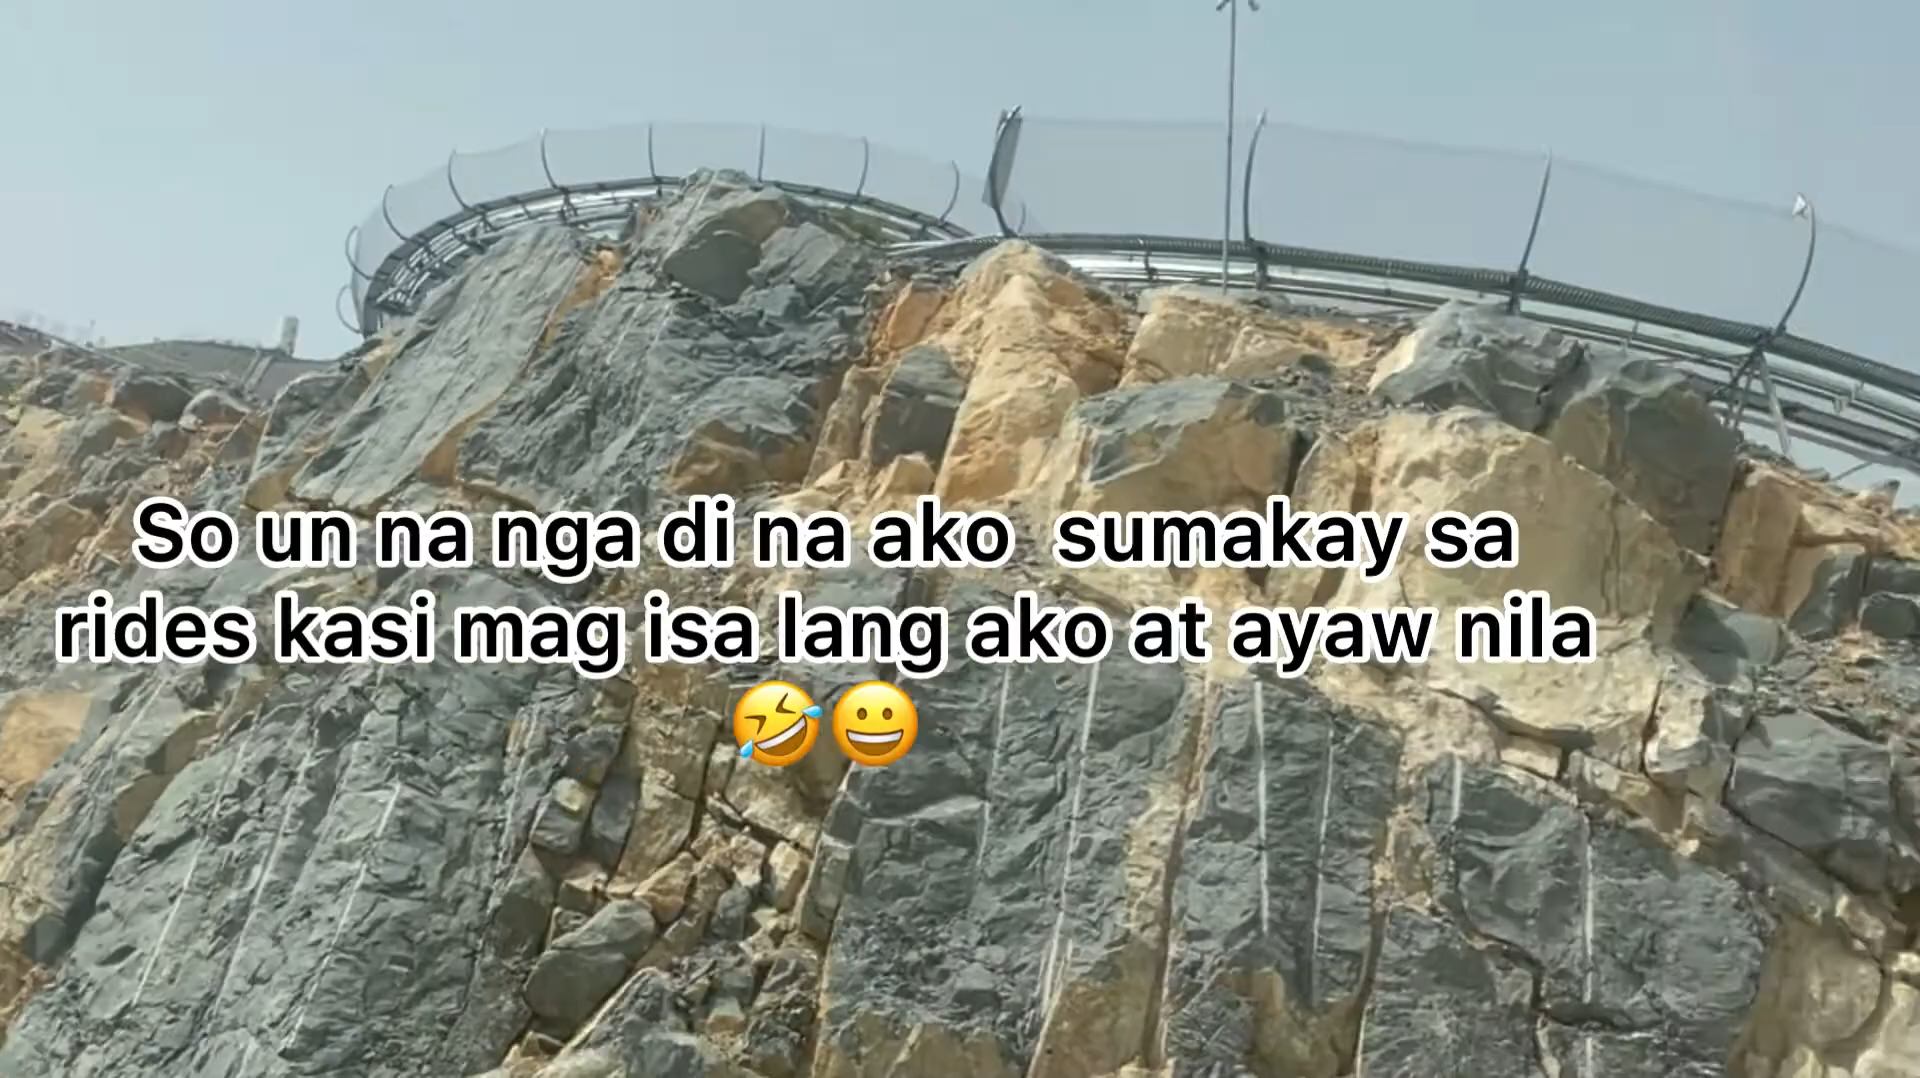 So un na nga di na ako  sumakay sa
rides kasi mag isa lang ako at ayaw nila
🤣😀